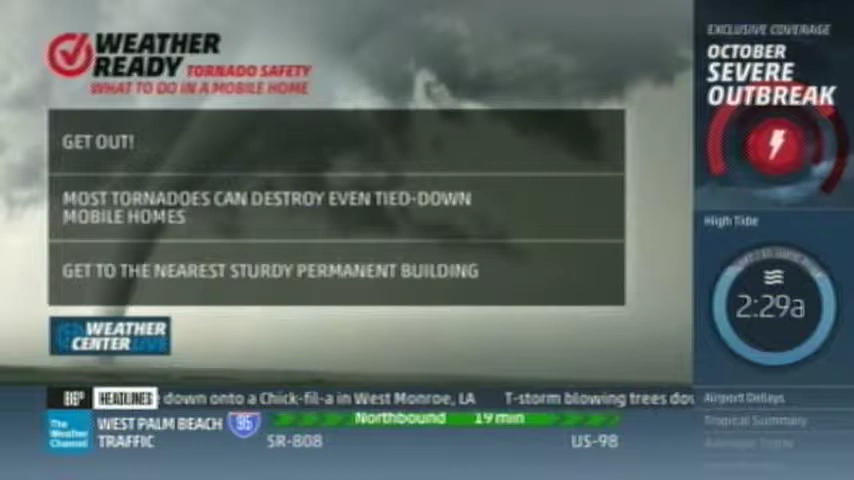 WEATHER
READY TORNADO SAFETY
WHAT TO DO IN A MOBILE HOME
GET OUT!
MOST TORNADOES CAN DESTROY EVEN TIED-DOWN
MOBILE HOMES
GET TO THE NEAREST STURDY PERMANENT BUILDING
WEATHER
CENTER LIVE
EXCLUSIVE COVERAGE
OCTOBER
SEVERE
OUTBREAK
High Tide
2:29a
Airport Delays
Tropical Summary
HEADLINES down onto a Chick-fil-a in West Monroe, LA T-storm blowing trees dow
The
Weather
Channel
WEST PALM BEACH
TRAFFIC
95
Northbound 19 min
SR-808 US-98